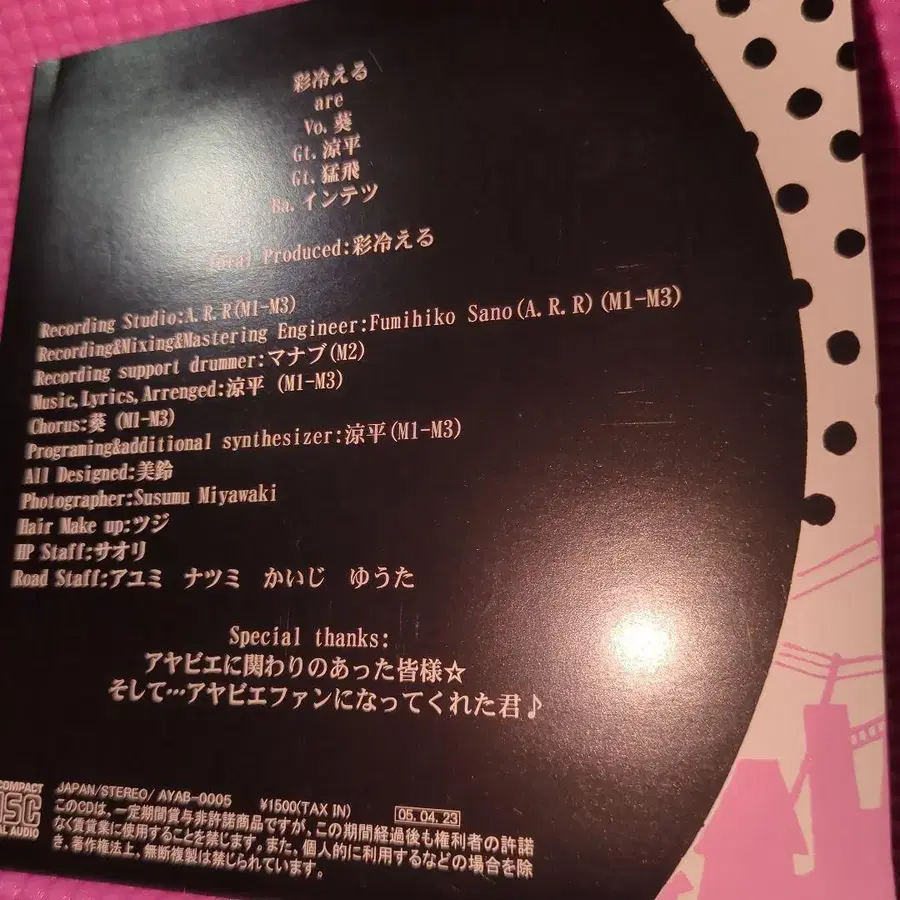 彩冷える
are
Vo.葵
Gt.涼平
Gt.猛飛
Ba.インテツ
Total Produced:彩冷える
Recording Studio:A.R.R(M1-M3)
Recording&Mixing&Mastering Engineer:Fumihiko Sano(A.R.R)(M1-M3)
Recording support drummer:マナブ(M2)
Music,Lyrics,Arranged:涼平 (M1-M3)
Chorus:葵 (M1-M3)
Programing&additional synthesizer:涼平(M1-M3)
All Designed:美鈴
Photographer:Susumu Miyawaki
Hair Make up:ツジ
HP Staff:サオリ
Road Staff:アユミ ナツミ かいじ ゆうた
Special thanks:
アヤビエに関わりのあった皆様☆
そして…アヤビエファンになってくれた君♪
COMPACT
DISC
DIGITAL AUDIO
JAPAN/STEREO/ AYAB-0005 ¥1500(TAX IN) 05.04.23
このCDは、一定期間貸与非許諾商品ですが、この期間経過後も権利者の許諾
なく賃貸業に使用することを禁じます。また、個人的に利用するなどの場合を除
き、著作権法上、無断複製は禁じられています。